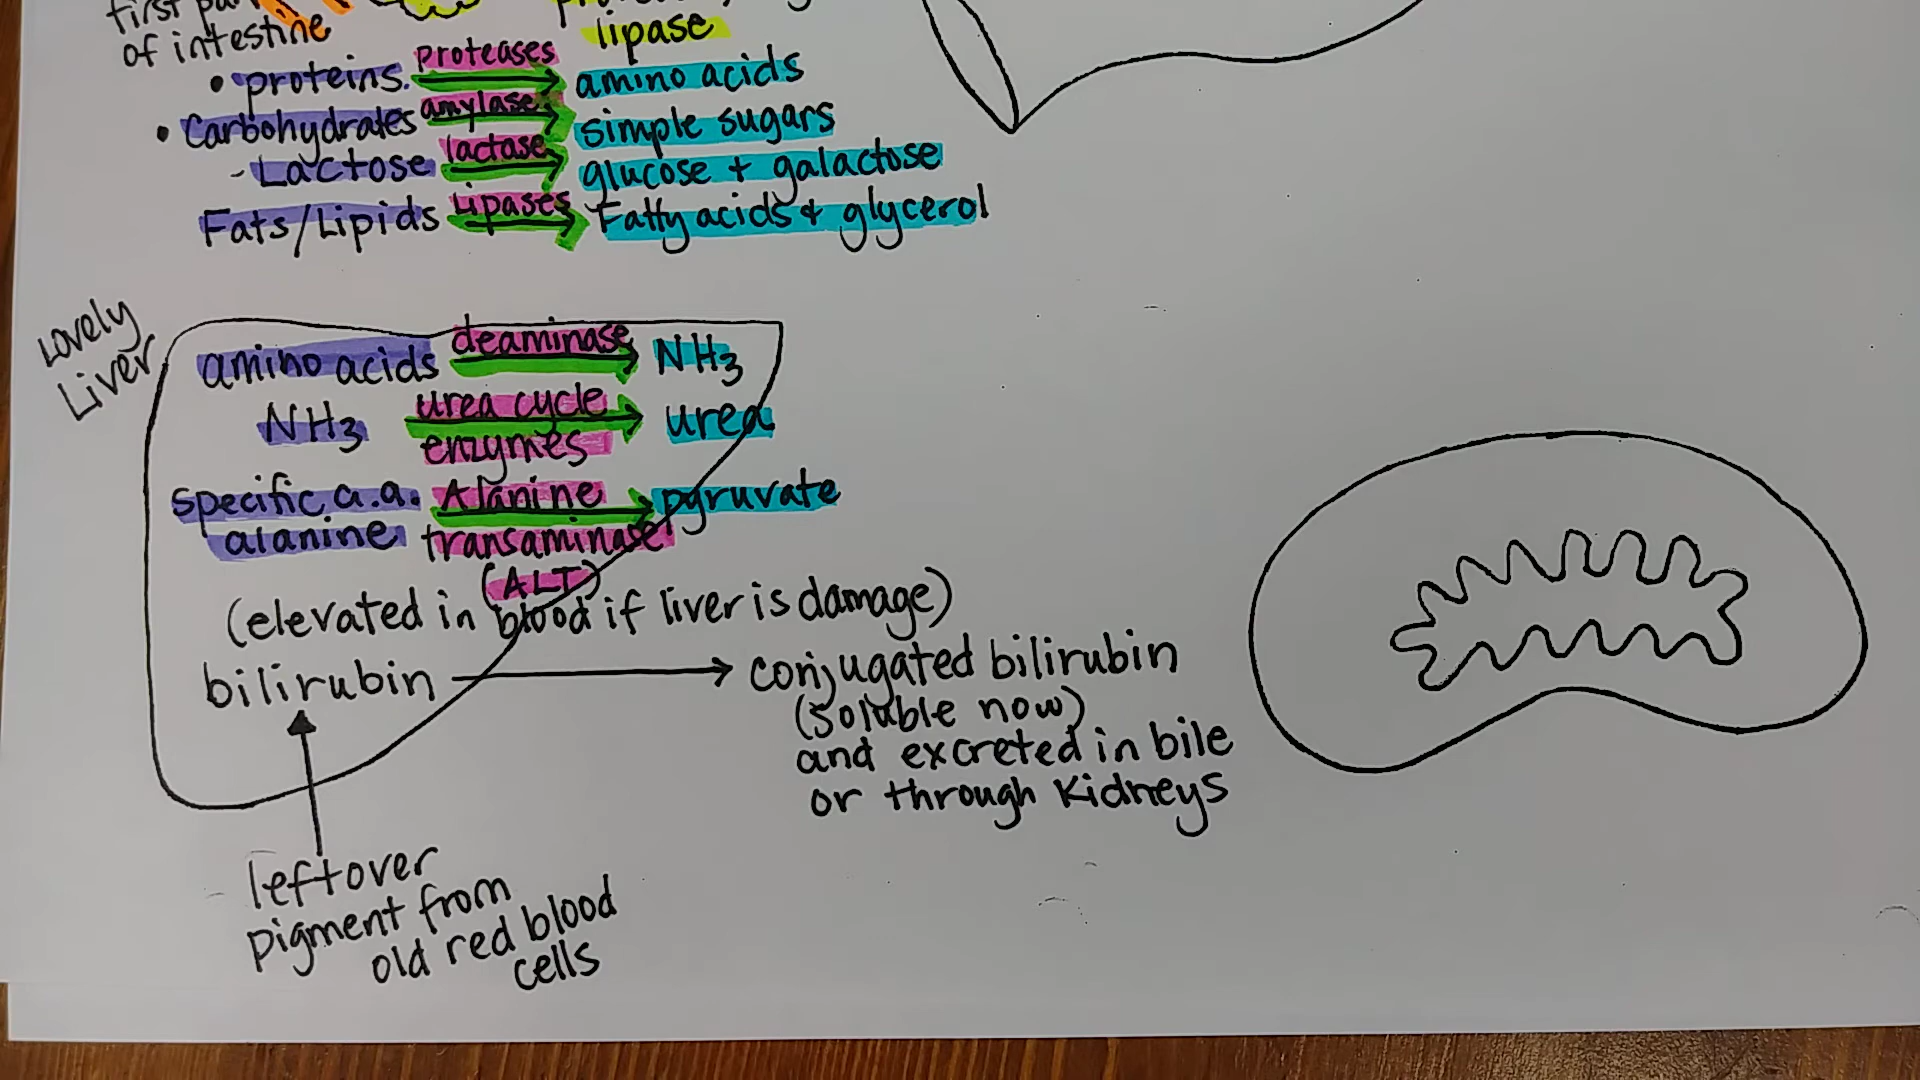 first
of intestine
lipase
• proteins. proteases amino acids
• Carbohydrates amylase simple sugars
- Lactose lactase glucose + galactose
Fats/Lipids Lipases Fatty acids & glycerol
Lovely
Liver
amino acids deaminase NH3
NH3 urea cycle urea
enzymes
specific a.a. Alanine pyruvate
alanine transaminase
(ALT)
(elevated in blood if liver is damage)
bilirubin conjugated bilirubin
(soluble now)
and excreted in bile
or through Kidneys
leftover
pigment from
old red blood
cells